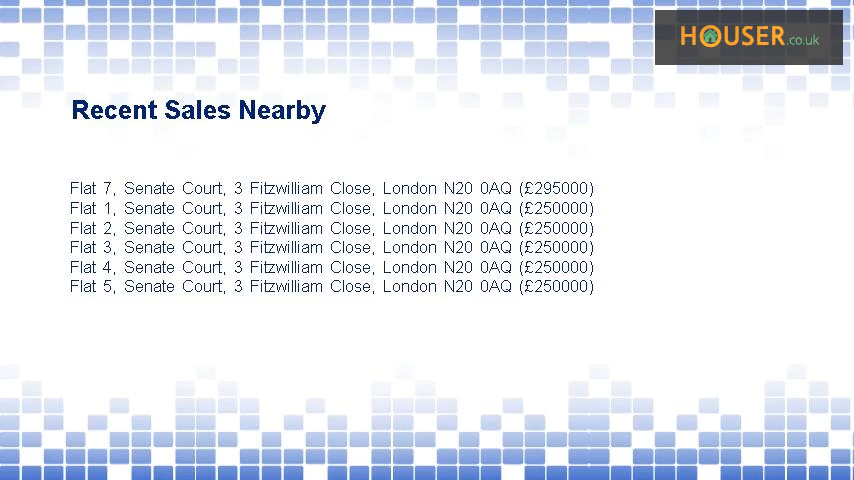 HOUSER.co.uk
Recent Sales Nearby
Flat 7, Senate Court, 3 Fitzwilliam Close, London N20 0AQ (£295000)
Flat 1, Senate Court, 3 Fitzwilliam Close, London N20 0AQ (£250000)
Flat 2, Senate Court, 3 Fitzwilliam Close, London N20 0AQ (£250000)
Flat 3, Senate Court, 3 Fitzwilliam Close, London N20 0AQ (£250000)
Flat 4, Senate Court, 3 Fitzwilliam Close, London N20 0AQ (£250000)
Flat 5, Senate Court, 3 Fitzwilliam Close, London N20 0AQ (£250000)